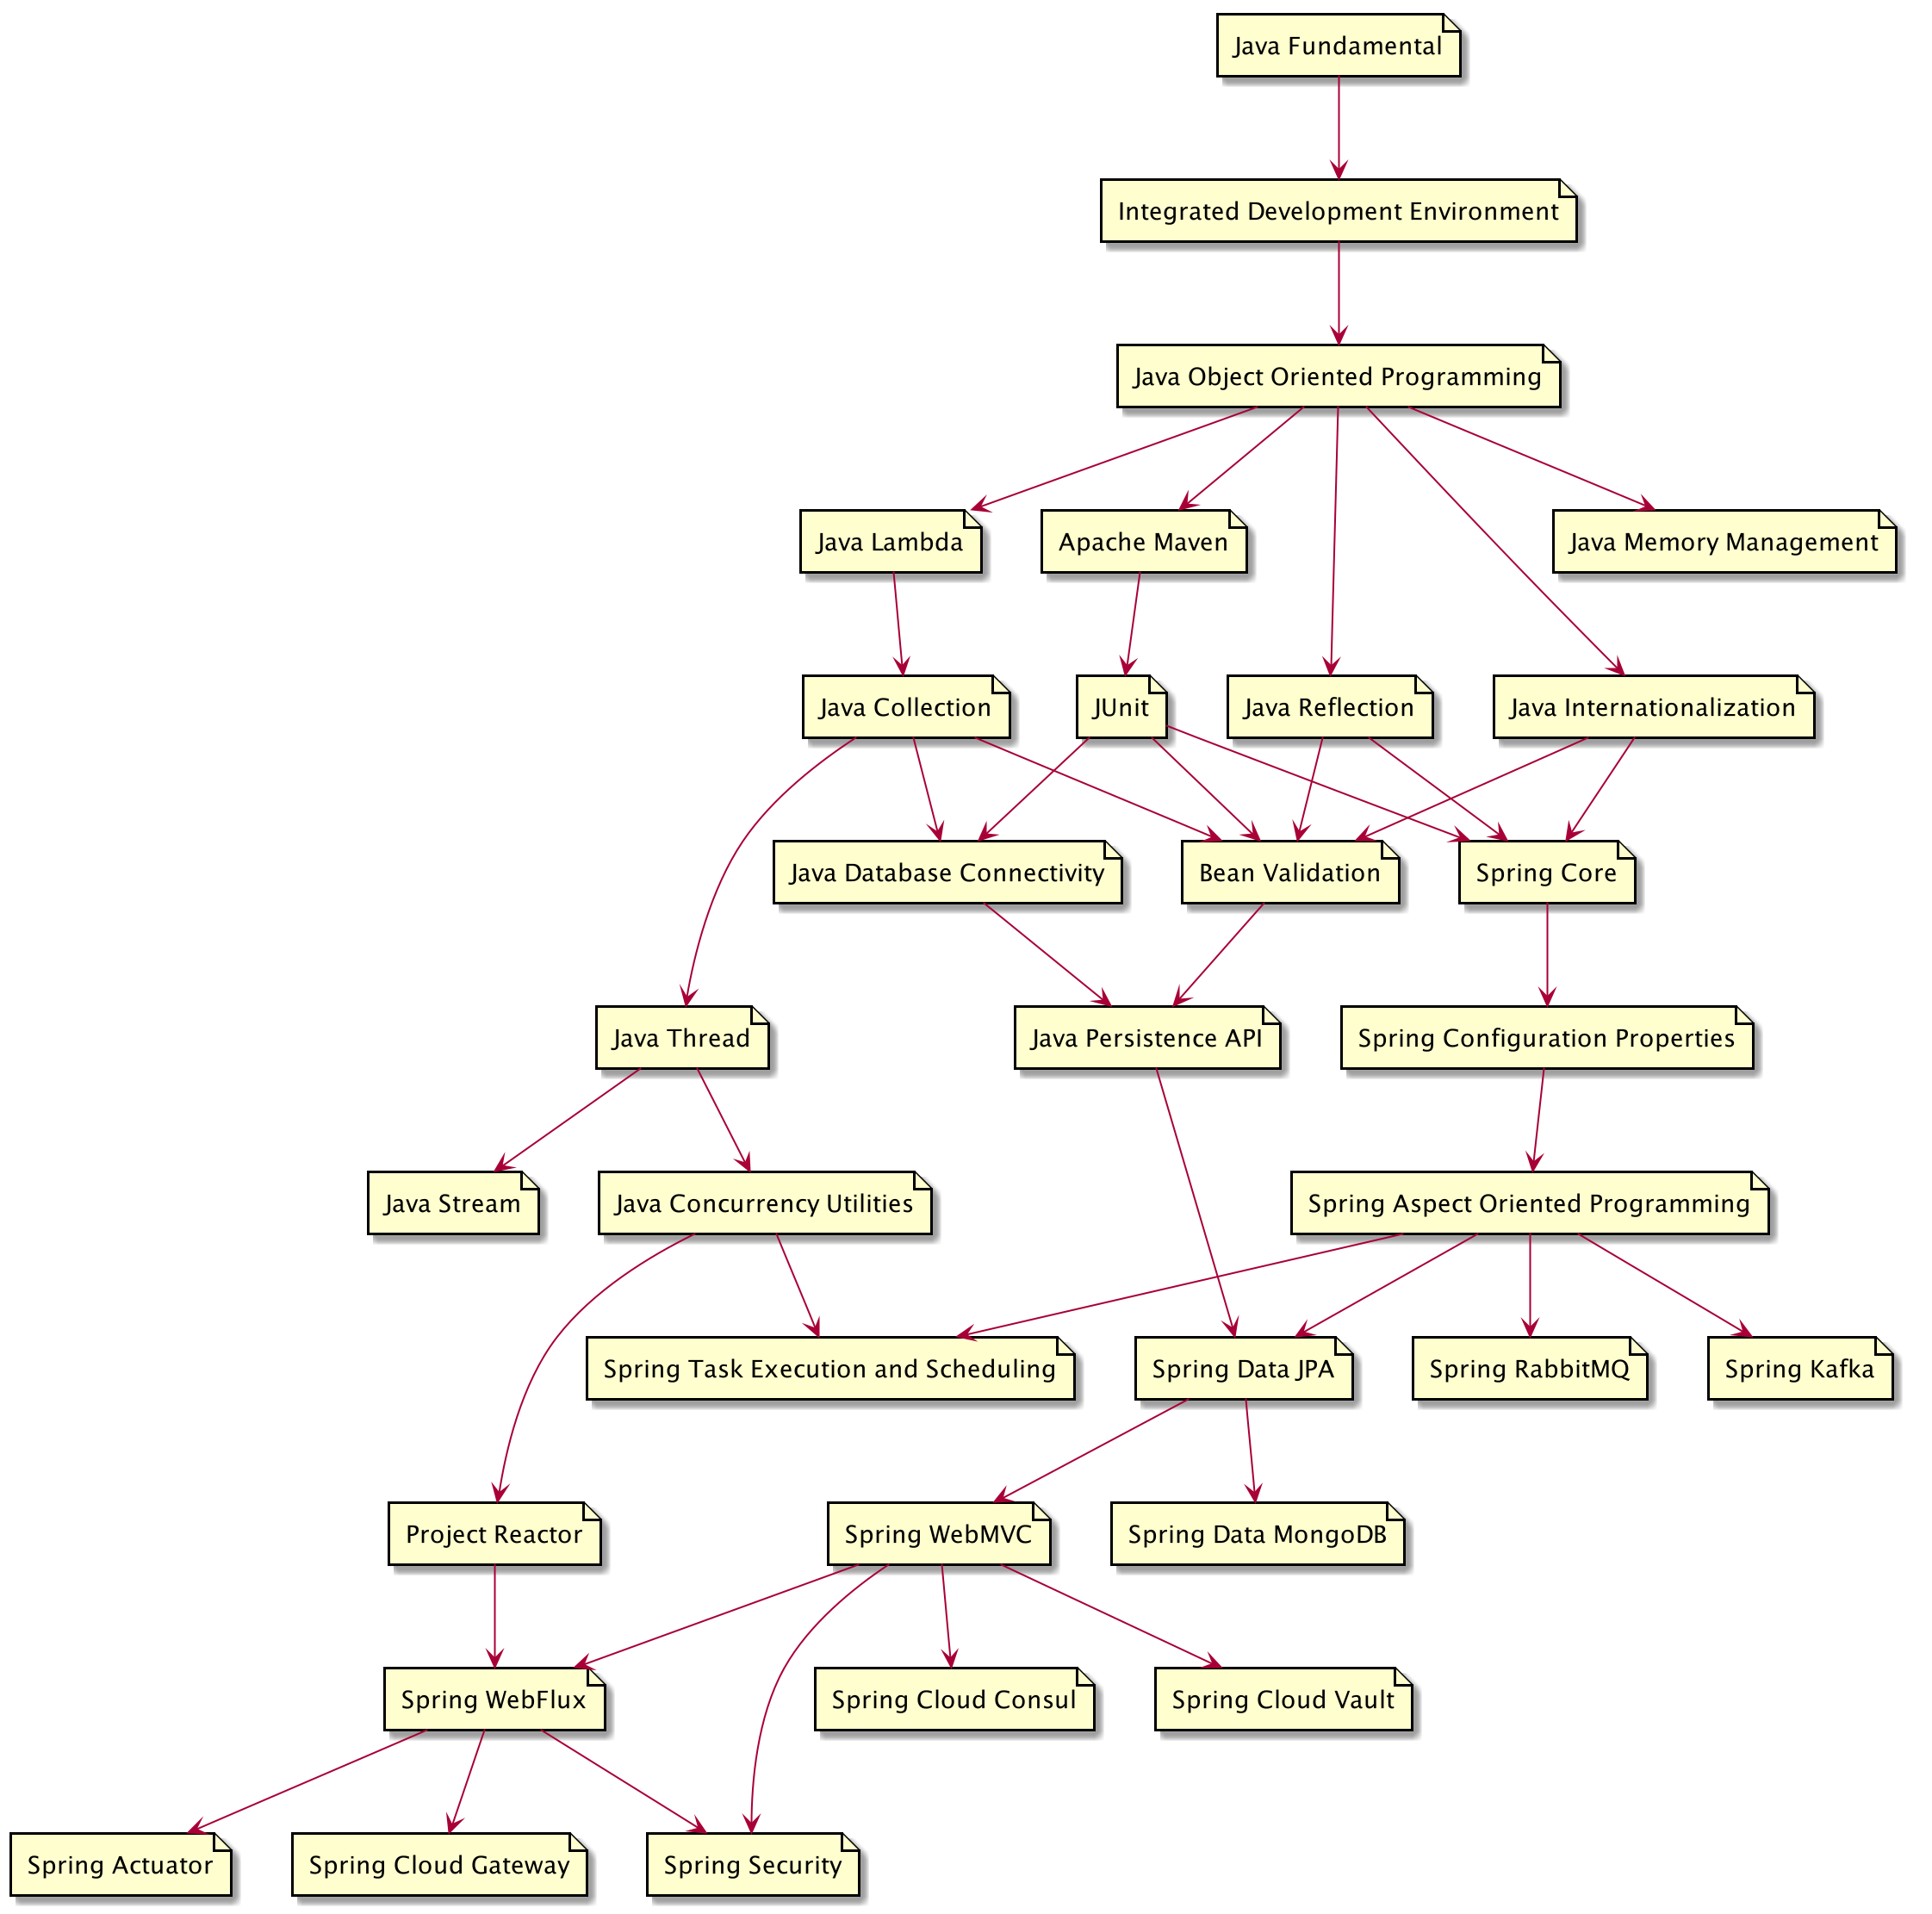 Java Fundamental
Integrated Development Environment
Java Object Oriented Programming
Java Lambda
Apache Maven
Java Memory Management
Java Collection
JUnit
Java Reflection
Java Internationalization
Java Database Connectivity
Bean Validation
Spring Core
Java Thread
Java Persistence API
Spring Configuration Properties
Java Stream
Java Concurrency Utilities
Spring Aspect Oriented Programming
Spring Task Execution and Scheduling
Spring Data JPA
Spring RabbitMQ
Spring Kafka
Project Reactor
Spring WebMVC
Spring Data MongoDB
Spring WebFlux
Spring Cloud Consul
Spring Cloud Vault
Spring Actuator
Spring Cloud Gateway
Spring Security